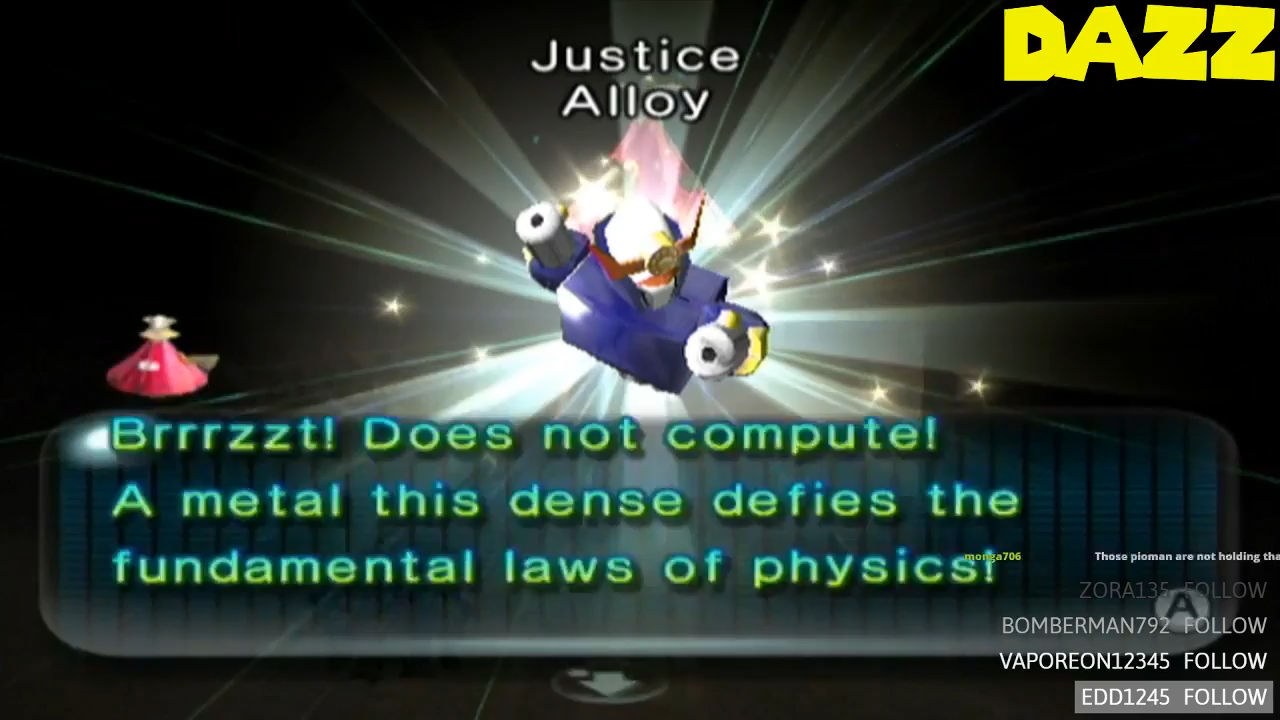 DAZZ
Justice
Alloy
Brrrzzt! Does not compute!
A metal this dense defies the
fundamental laws of physics!
monga706 Those pioman are not holding tha
ZORA135 FOLLOW
A
BOMBERMAN792 FOLLOW
VAPOREON12345 FOLLOW
EDD1245 FOLLOW